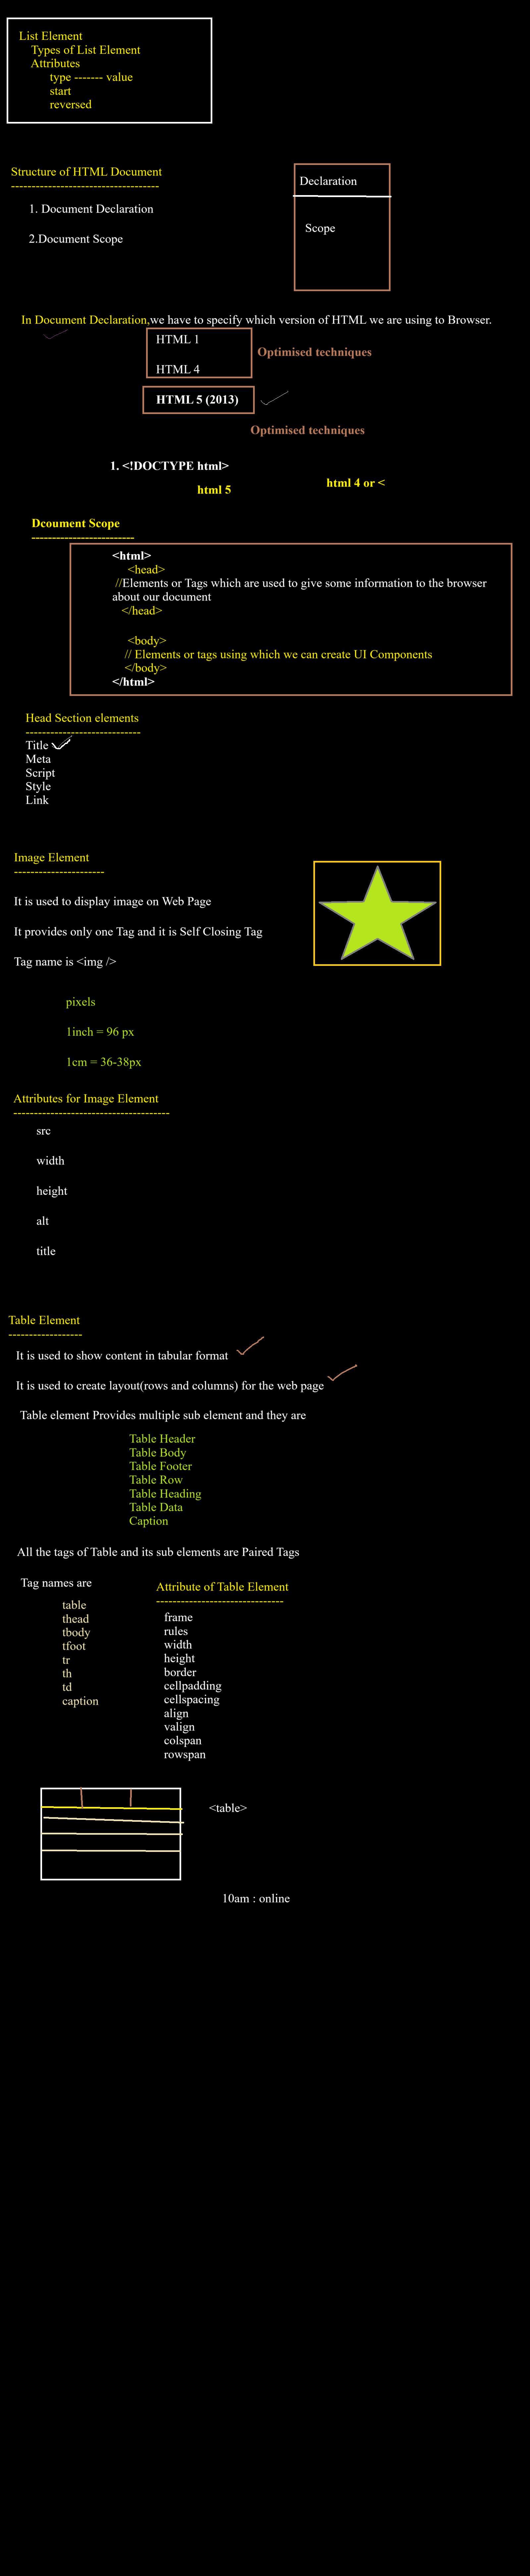 List Element
Types of List Element
Attributes
type ------- value
start
reversed
Structure of HTML Document
------------------------------------
1. Document Declaration
2.Document Scope
Declaration
Scope
In Document Declaration,we have to specify which version of HTML we are using to Browser.
HTML 1
Optimised techniques
HTML 4
HTML 5 (2013)
Optimised techniques
1. <!DOCTYPE html>
html 5
html 4 or <
Dcoument Scope
-------------------------
<html>
<head>
//Elements or Tags which are used to give some information to the browser
about our document
</head>
<body>
// Elements or tags using which we can create UI Components
</body>
</html>
Head Section elements
----------------------------
Title
Meta
Script
Style
Link
Image Element
----------------------
It is used to display image on Web Page
It provides only one Tag and it is Self Closing Tag
Tag name is <img />
pixels
1inch = 96 px
1cm = 36-38px
Attributes for Image Element
--------------------------------------
src
width
height
alt
title
Table Element
------------------
It is used to show content in tabular format
It is used to create layout(rows and columns) for the web page
Table element Provides multiple sub element and they are
Table Header
Table Body
Table Footer
Table Row
Table Heading
Table Data
Caption
All the tags of Table and its sub elements are Paired Tags
Tag names are
table
thead
tbody
tfoot
tr
th
td
caption
Attribute of Table Element
-------------------------------
frame
rules
width
height
border
cellpadding
cellspacing
align
valign
colspan
rowspan
<table>
10am : online